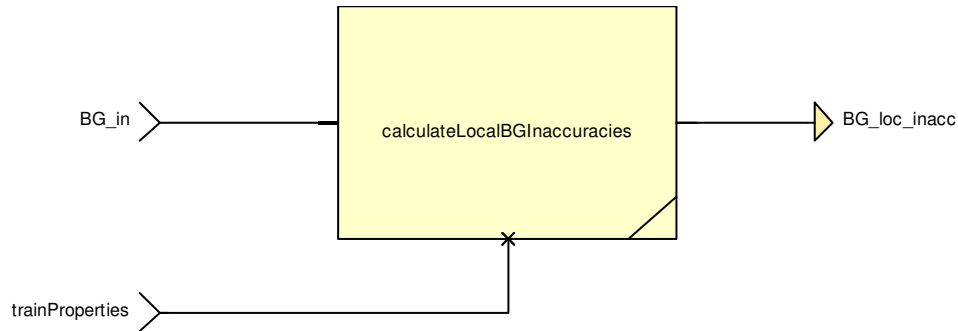 BG_in
calculateLocalBGInaccuracies
BG_loc_inacc
trainProperties